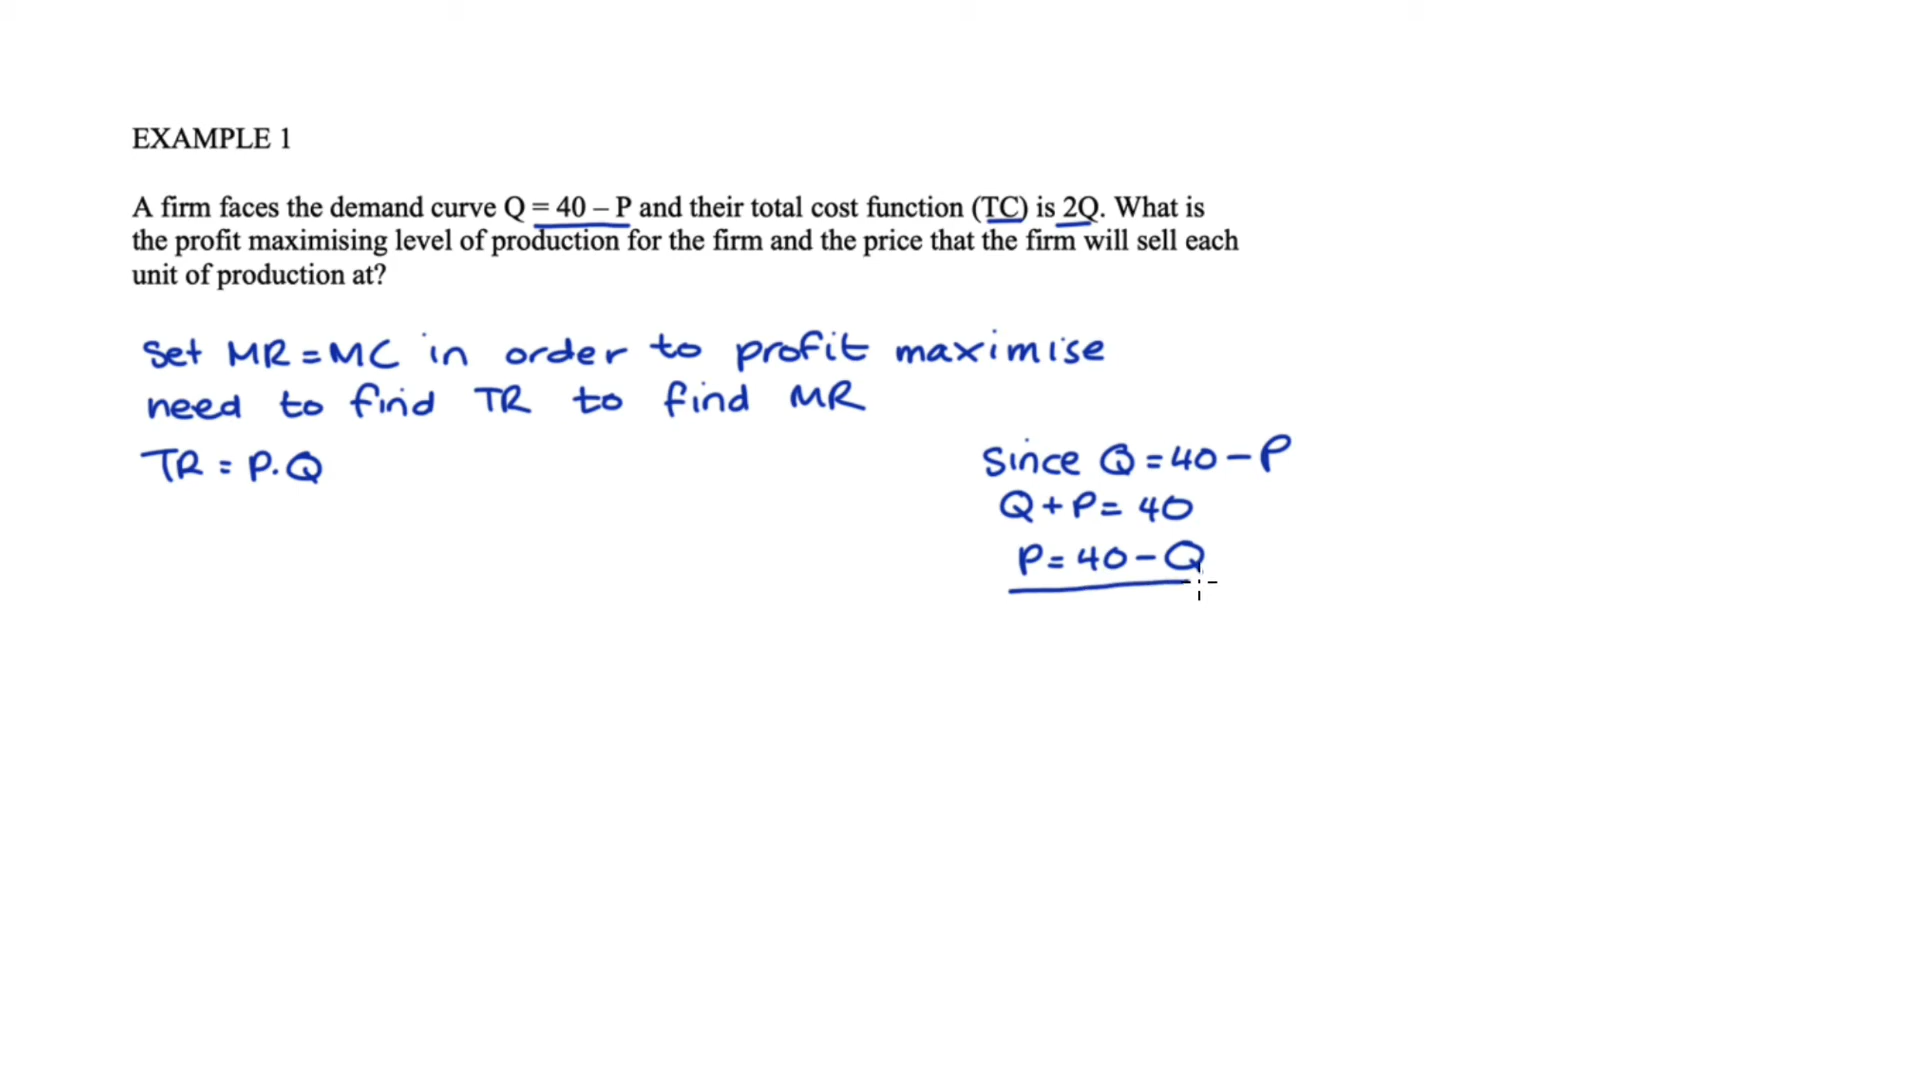 EXAMPLE 1
A firm faces the demand curve Q = 40 – P and their total cost function (TC) is 2Q. What is
the profit maximising level of production for the firm and the price that the firm will sell each
unit of production at?
Set MR = MC in order to profit maximise
need to find TR to find MR
TR = P.Q
Since Q = 40 - P
Q + P = 40
P = 40 - Q